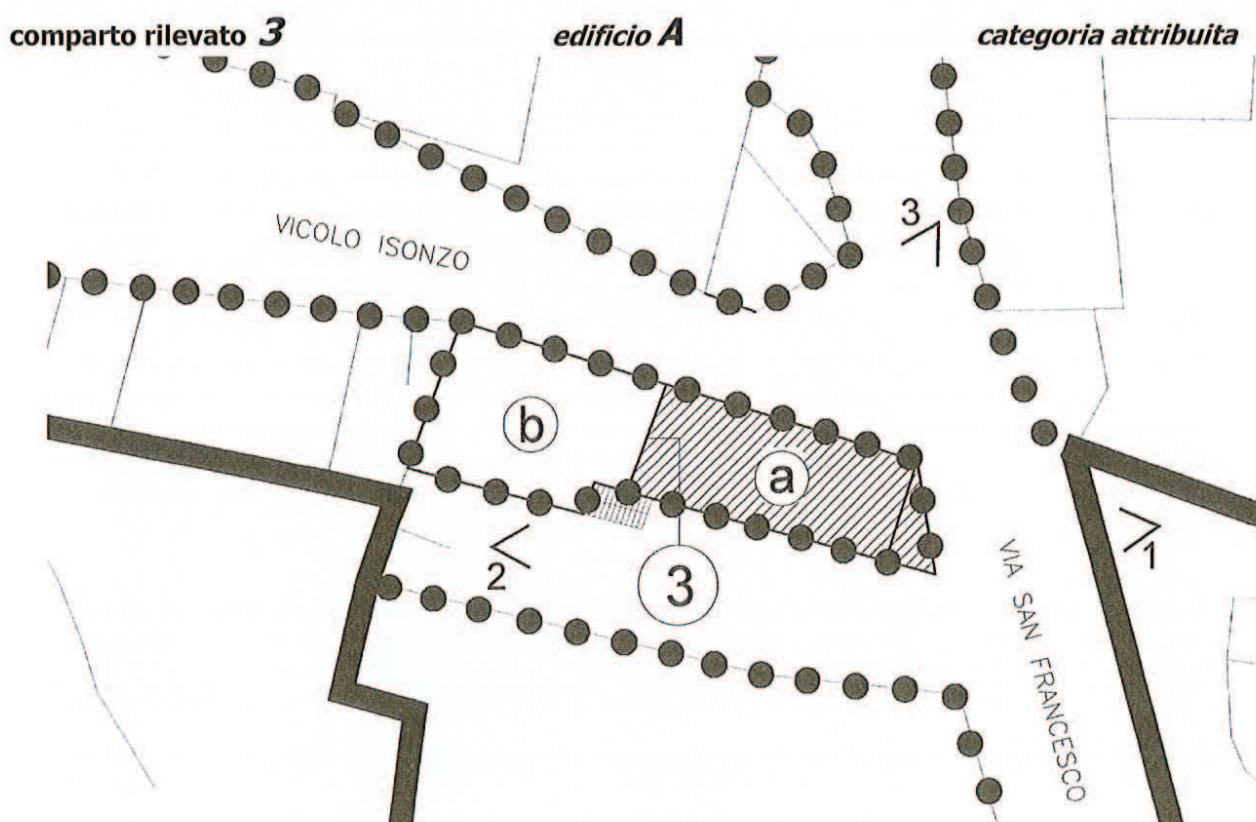 comparto rilevato 3
edificio A
categoria attribuita
3
VICOLO ISONZO
b
a
2
3
1
VIA SAN FRANCESCO